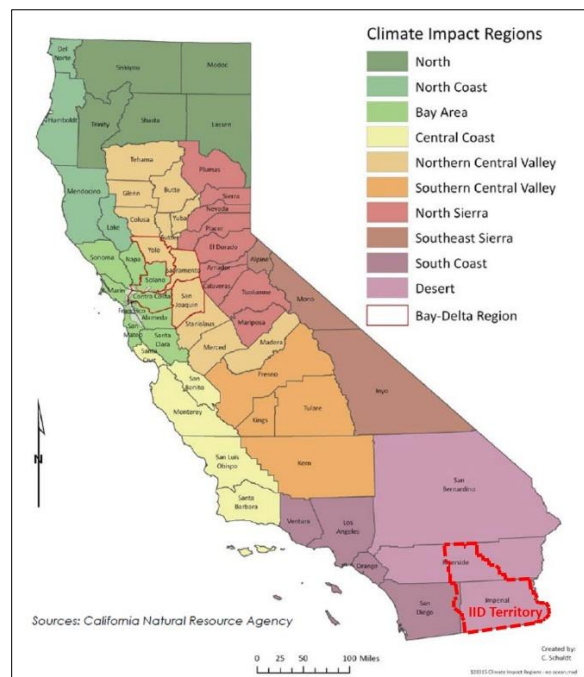 Climate Impact Regions
North
North Coast
Bay Area
Central Coast
Northern Central Valley
Southern Central Valley
North Sierra
Southeast Sierra
South Coast
Desert
Bay-Delta Region
Del
Norte
Siskiyou
Modoc
Humboldt
Trinity
Shasta
Lassen
Tehama
Plumas
Mendocino
Glenn
Butte
Sierra
Colusa
Yuba
Nevada
Lake
Placer
Yolo
El Dorado
Sonoma
Napa
Sacramento
Alpine
Solano
Amador
Marin
Calaveras
Contra Costa
San
Joaquin
Tuolumne
Mono
Francisco
Alameda
San
Mateo
Stanislaus
Mariposa
Santa
Clara
Merced
Madera
Santa
Cruz
San
Benito
Fresno
Inyo
Monterey
Kings
Tulare
San Luis
Obispo
Kern
San
Bernardino
Santa
Barbara
Ventura
Los
Angeles
Orange
Riverside
San
Diego
Imperial
IID Territory
N
Sources: California Natural Resource Agency
0 25 50 100 Miles
Created by:
C. Schuldt